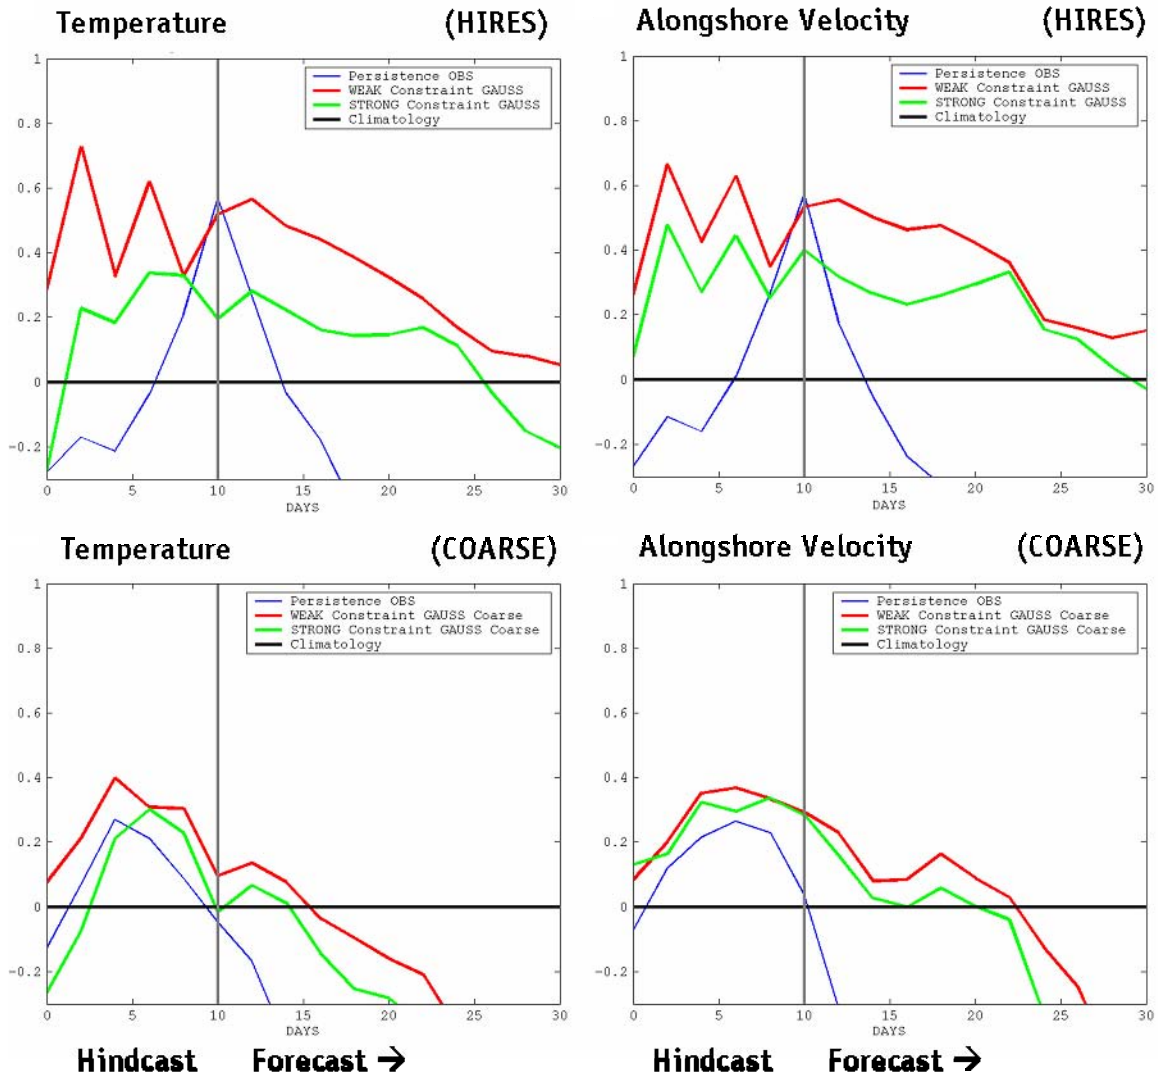 Temperature (HIRES)
1
0.8
0.6
0.4
0.2
0
-0.2
0 5 10 15 20 25 30
DAYS
Persistence OBS
WEAK Constraint GAUSS
STRONG Constraint GAUSS
Climatology
Alongshore Velocity (HIRES)
1
0.8
0.6
0.4
0.2
0
-0.2
0 5 10 15 20 25 30
DAYS
Persistence OBS
WEAK Constraint GAUSS
STRONG Constraint GAUSS
Climatology
Temperature (COARSE)
1
0.8
0.6
0.4
0.2
0
-0.2
0 5 10 15 20 25 30
DAYS
Persistence OBS
WEAK Constraint GAUSS Coarse
STRONG Constraint GAUSS Coarse
Climatology
Hindcast Forecast →
Alongshore Velocity (COARSE)
1
0.8
0.6
0.4
0.2
0
-0.2
0 5 10 15 20 25 30
DAYS
Persistence OBS
WEAK Constraint GAUSS Coarse
STRONG Constraint GAUSS Coarse
Climatology
Hindcast Forecast →